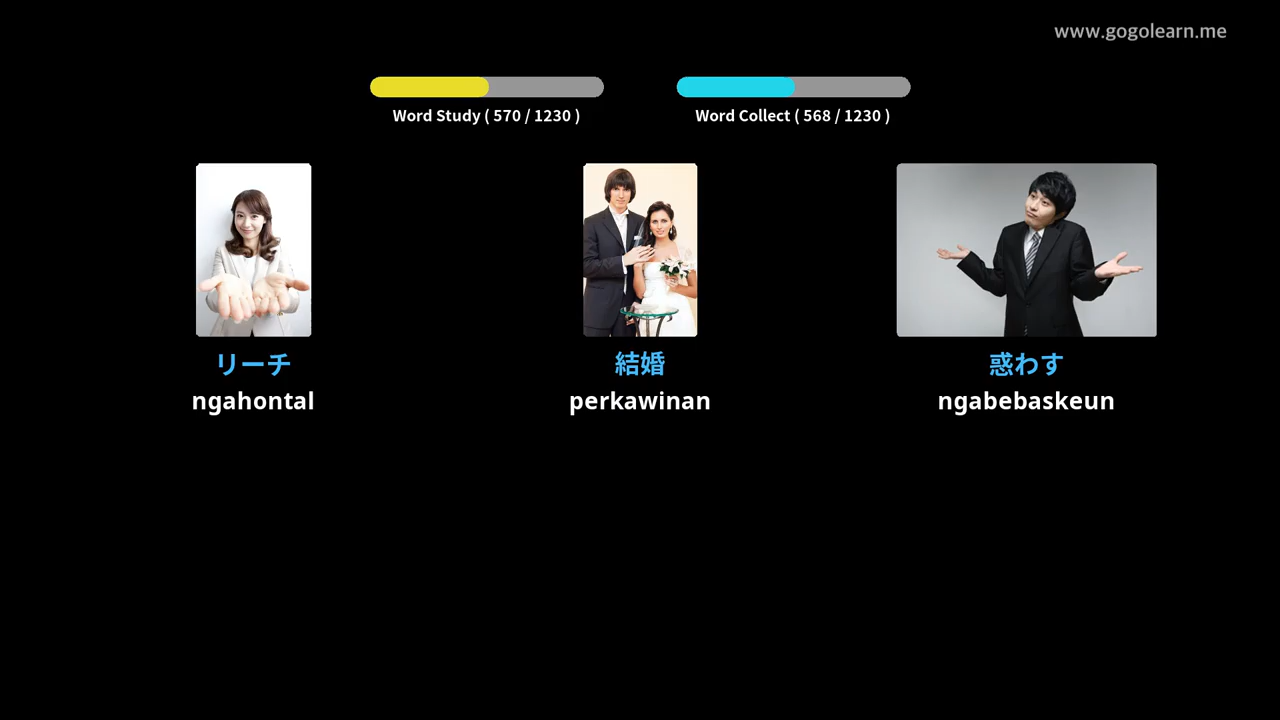 www.gogolearn.me
Word Study ( 570 / 1230 )
Word Collect ( 568 / 1230 )
リーチ
ngahontal
結婚
perkawinan
惑わす
ngabebaskeun